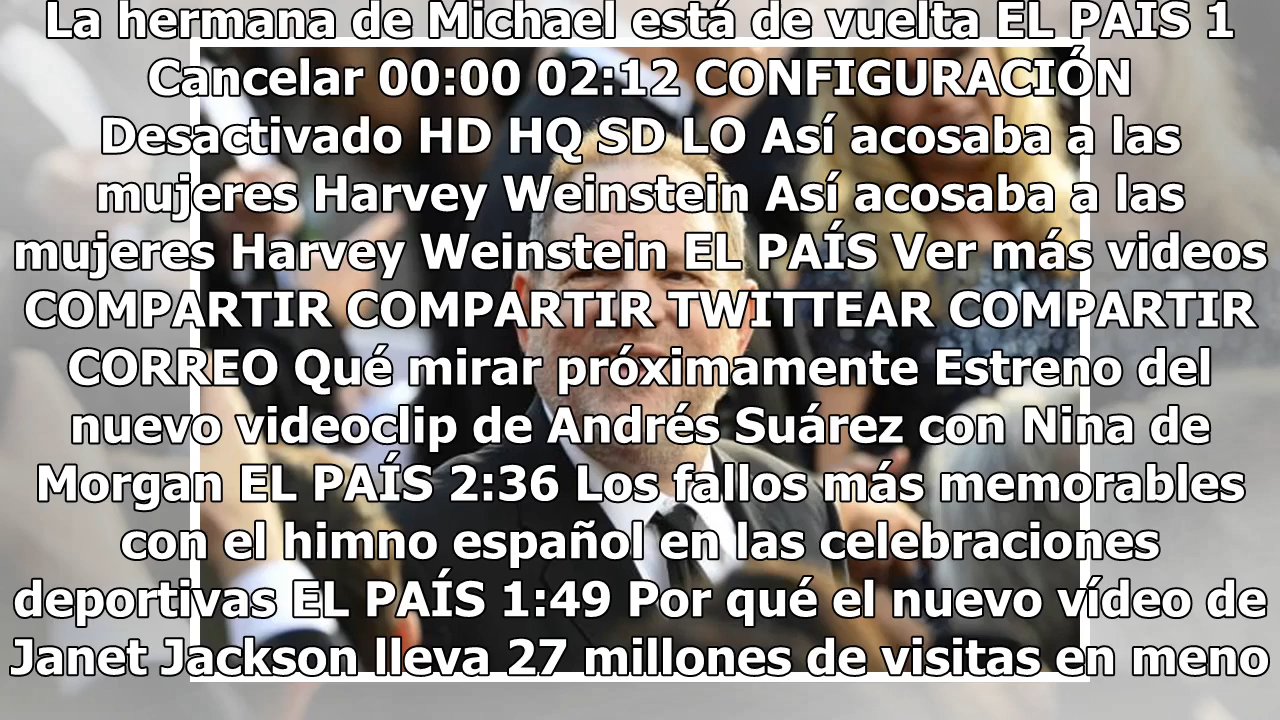 La hermana de Michael está de vuelta EL PAÍS 1
Cancelar 00:00 02:12 CONFIGURACIÓN
Desactivado HD HQ SD LO Así acosaba a las
mujeres Harvey Weinstein Así acosaba a las
mujeres Harvey Weinstein EL PAÍS Ver más videos
COMPARTIR COMPARTIR TWITTEAR COMPARTIR
CORREO Qué mirar próximamente Estreno del
nuevo videoclip de Andrés Suárez con Nina de
Morgan EL PAÍS 2:36 Los fallos más memorables
con el himno español en las celebraciones
deportivas EL PAÍS 1:49 Por qué el nuevo vídeo de
Janet Jackson lleva 27 millones de visitas en meno